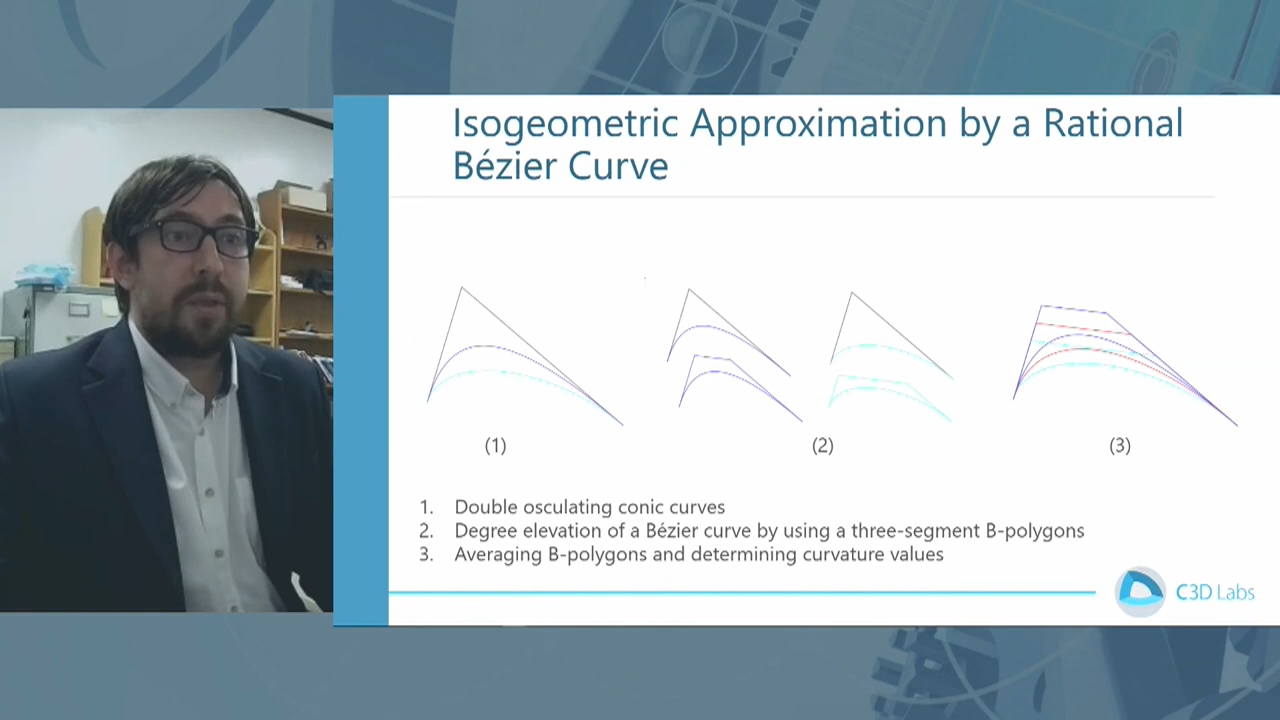 Isogeometric Approximation by a Rational
Bézier Curve
(1)
(2)
(3)
1. Double osculating conic curves
2. Degree elevation of a Bézier curve by using a three-segment B-polygons
3. Averaging B-polygons and determining curvature values
C3D Labs